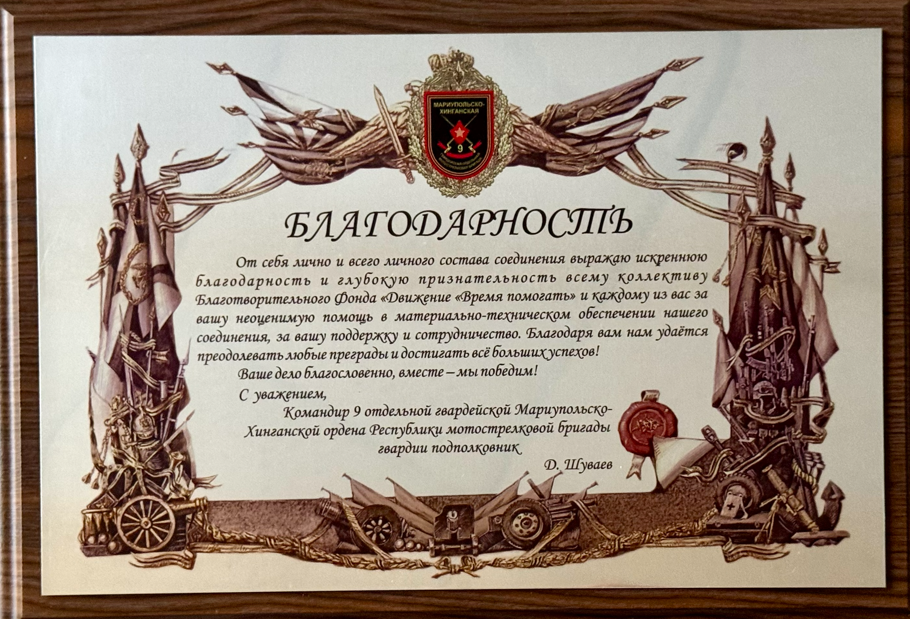 МАРИУПОЛЬСКО-
ХИНГАНСКАЯ
9
БЛАГОДАРНОСТЬ
От себя лично и всего личного состава соединения выражаю искреннюю
благодарность и глубокую признательность всему коллективу
Благотворительного Фонда «Движение «Время помогать» и каждому из вас за
вашу неоценимую помощь в материально-техническом обеспечении нашего
соединения, за вашу поддержку и сотрудничество. Благодаря вам нам удаётся
преодолевать любые преграды и достигать всё больших успехов!
Ваше дело благословенно, вместе – мы победим!
С уважением,
Командир 9 отдельной гвардейской Мариупольско-
Хинганской ордена Республики мотострелковой бригады
гвардии подполковник
Д. Шуваев